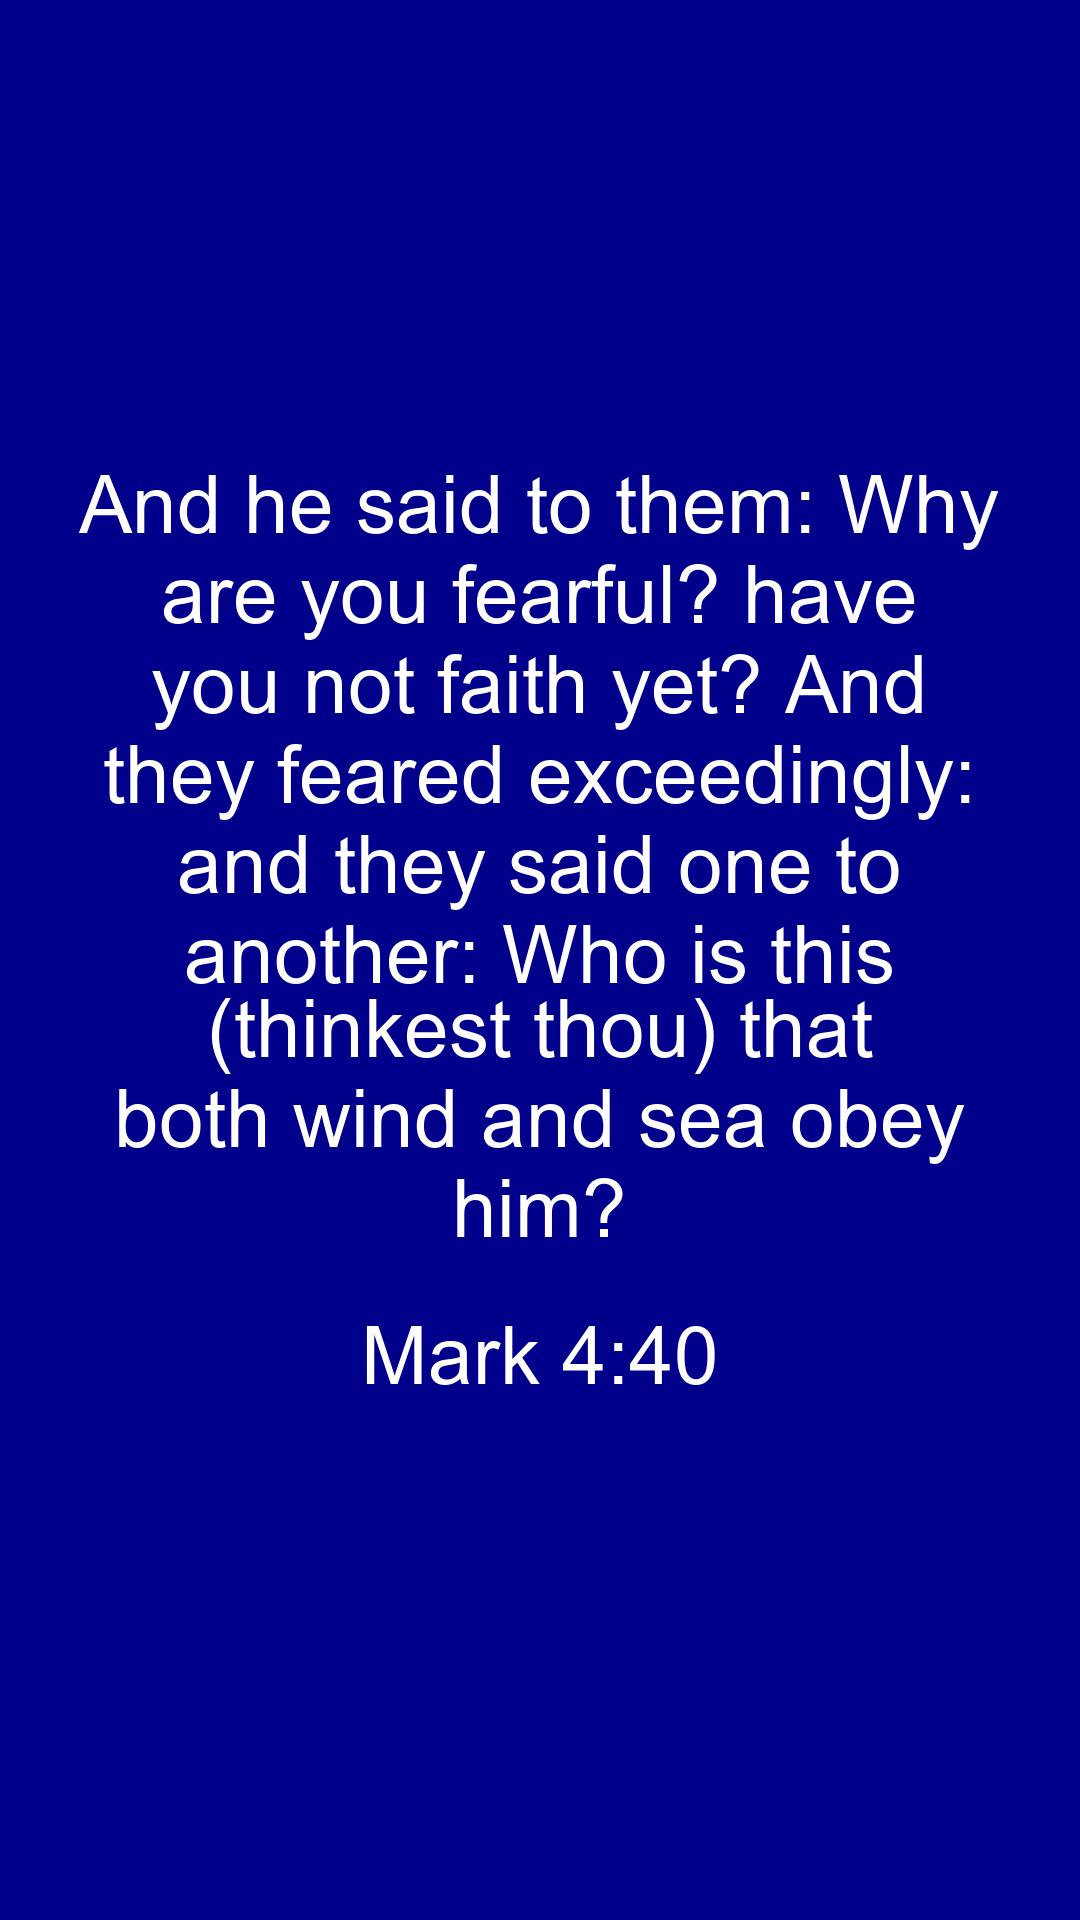 And he said to them: Why
are you fearful? have
you not faith yet? And
they feared exceedingly:
and they said one to
another: Who is this
(thinkest thou) that
both wind and sea obey
him?
Mark 4:40